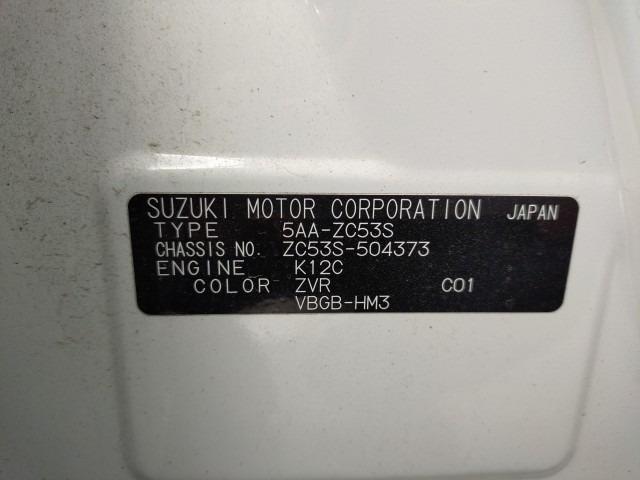 SUZUKI MOTOR CORPORATION JAPAN
TYPE 5AA-ZC53S
CHASSIS NO. ZC53S-504373
ENGINE K12C
COLOR ZVR C01
VBGB-HM3